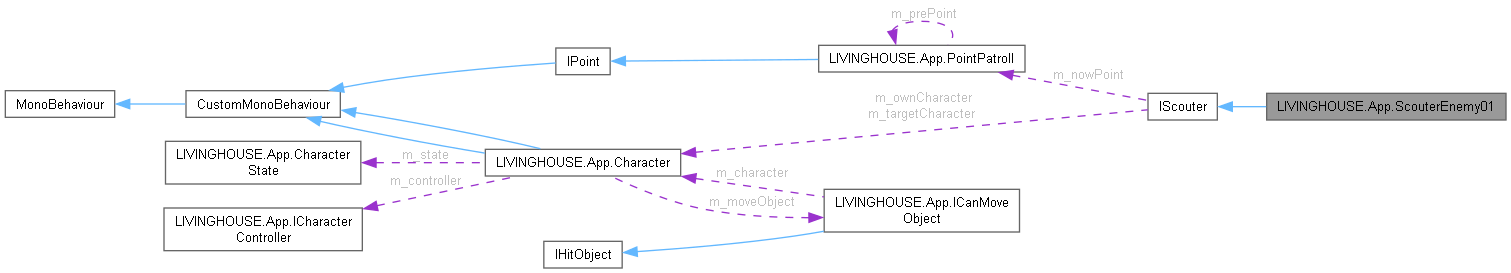 m_prePoint
IPoint
LIVINGHOUSE.App.PointPatroll
m_nowPoint
MonoBehaviour
CustomMonoBehaviour
m_ownCharacter
m_targetCharacter
IScouter
LIVINGHOUSE.App.ScouterEnemy01
LIVINGHOUSE.App.Character
State
m_state
LIVINGHOUSE.App.Character
m_character
m_controller
LIVINGHOUSE.App.ICharacter
Controller
m_moveObject
LIVINGHOUSE.App.ICanMove
Object
IHitObject